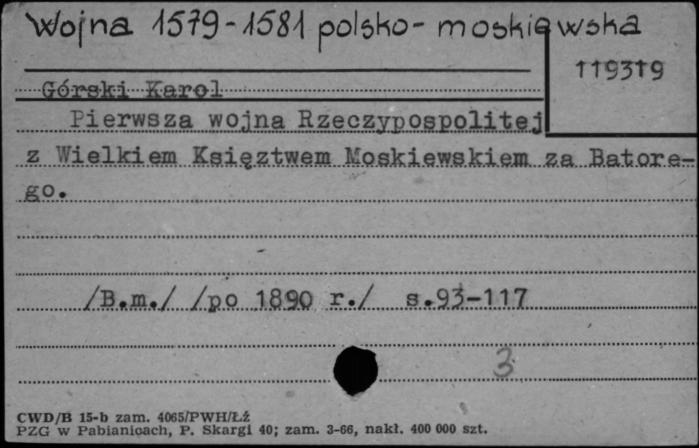 Wojna 1579-1581 polsko-moskiewska
119319
Górski Karol
Pierwsza wojna Rzeczypospolitej
z Wielkiem Księztwem Moskiewskiem za Batore-
go.
/B.m./ /po 1890 r./ s.93-117
3
CWD/B 15-b zam. 4065/PWH/Łż
PZG w Pabianicach, P. Skargi 40; zam. 3-66, nakł. 400 000 szt.